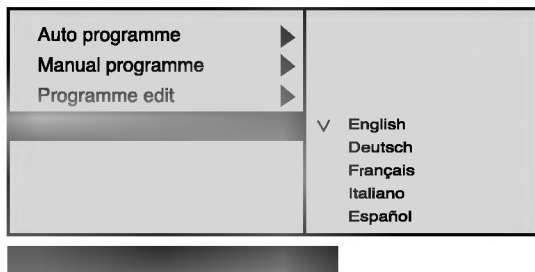 Auto programme
Manual programme
Programme edit
English
Deutsch
Français
Italiano
Español